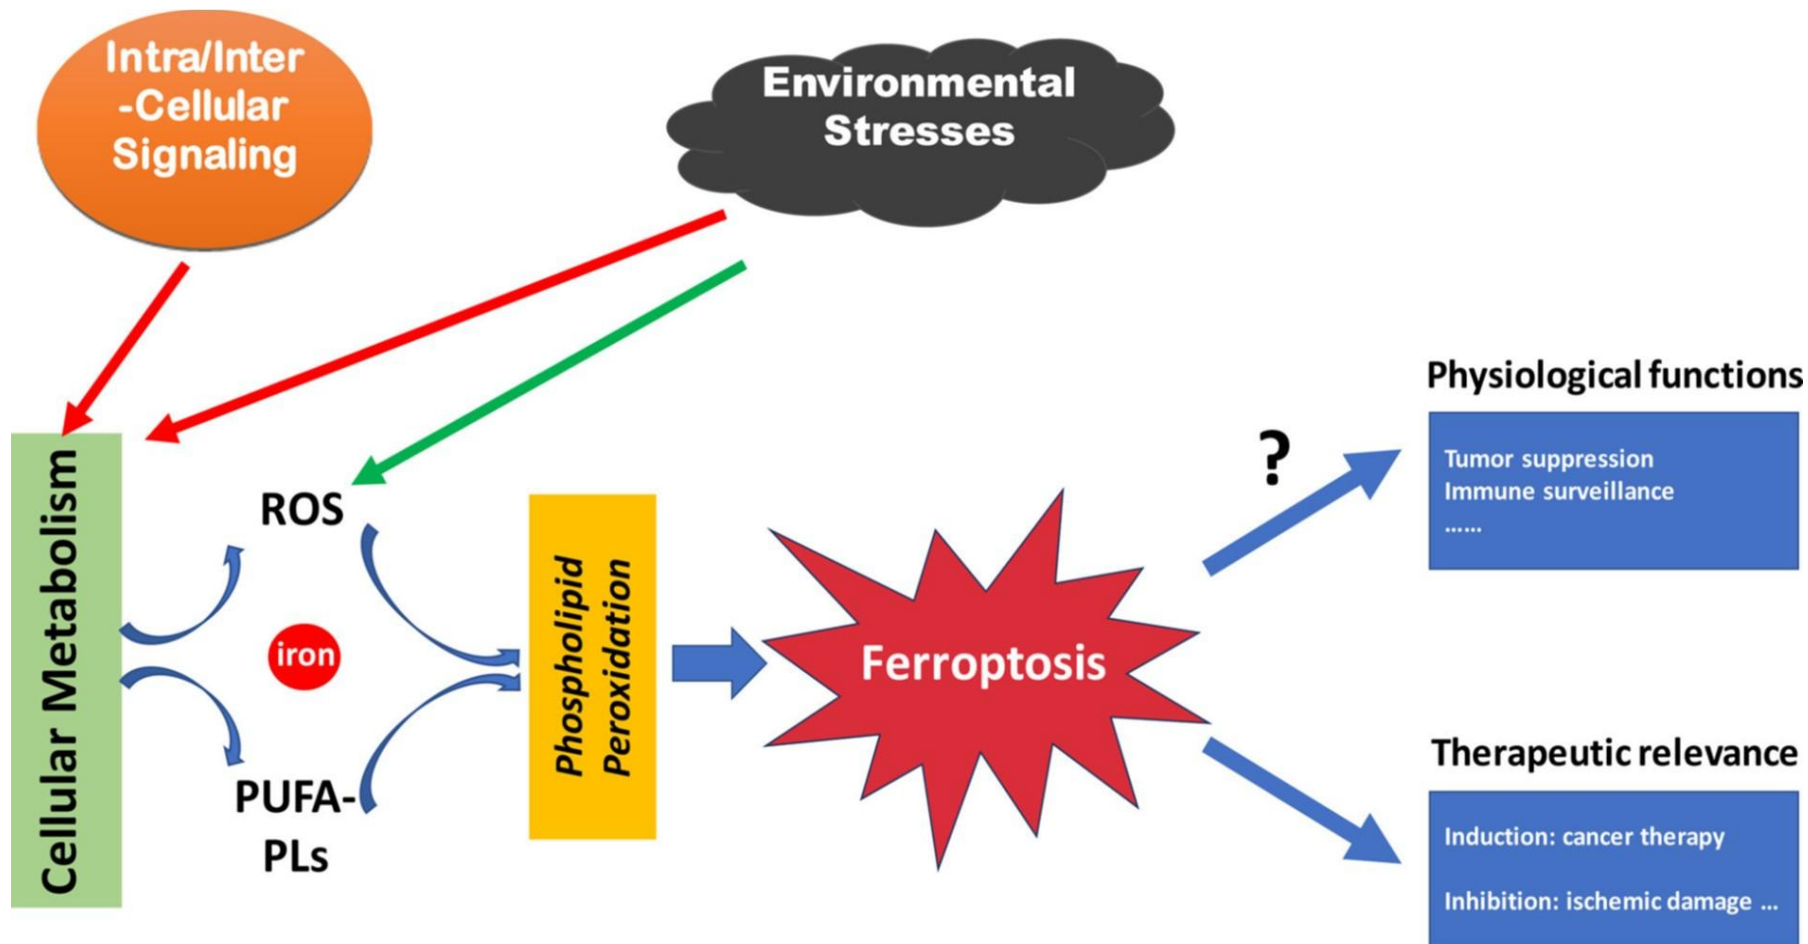 Intra/Inter
-Cellular
Signaling
Environmental
Stresses
Cellular Metabolism
ROS
iron
PUFA-
PLs
Phospholipid
Peroxidation
Ferroptosis
?
Physiological functions
Tumor suppression
Immune surveillance
......
Therapeutic relevance
Induction: cancer therapy
Inhibition: ischemic damage ...